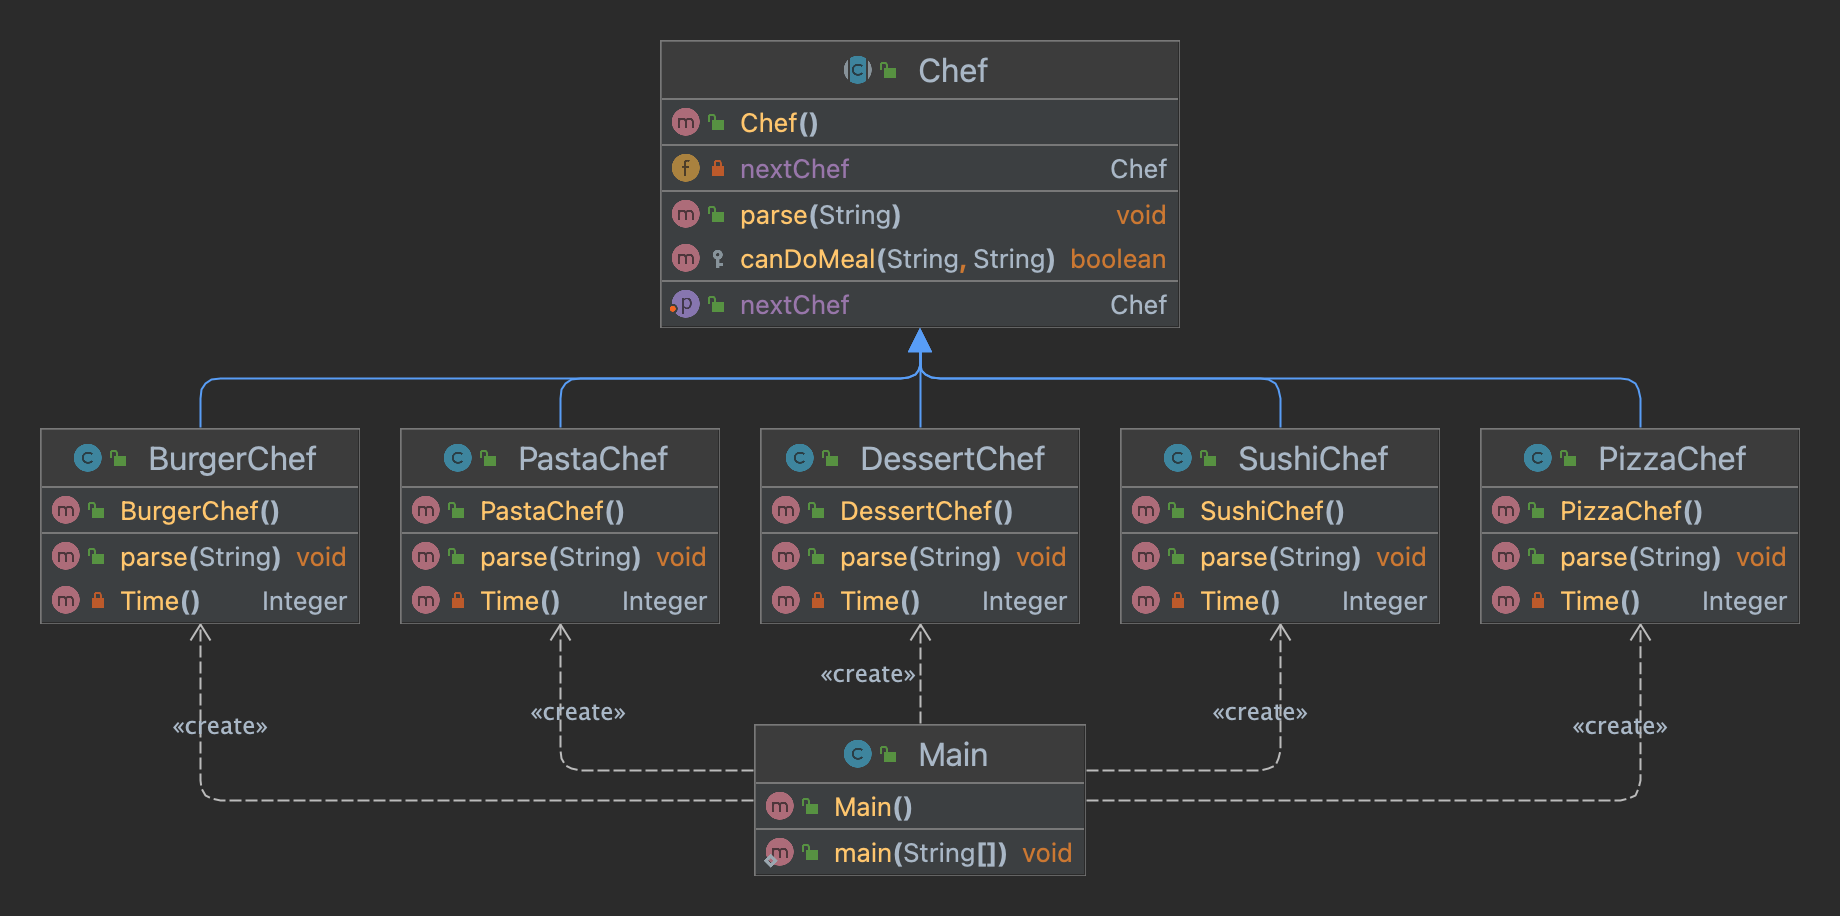 Chef
Chef()
nextChef Chef
parse(String) void
canDoMeal(String, String) boolean
nextChef Chef
BurgerChef
BurgerChef()
parse(String) void
Time() Integer
PastaChef
PastaChef()
parse(String) void
Time() Integer
DessertChef
DessertChef()
parse(String) void
Time() Integer
SushiChef
SushiChef()
parse(String) void
Time() Integer
PizzaChef
PizzaChef()
parse(String) void
Time() Integer
«create»
«create»
«create»
«create»
«create»
Main
Main()
main(String[]) void